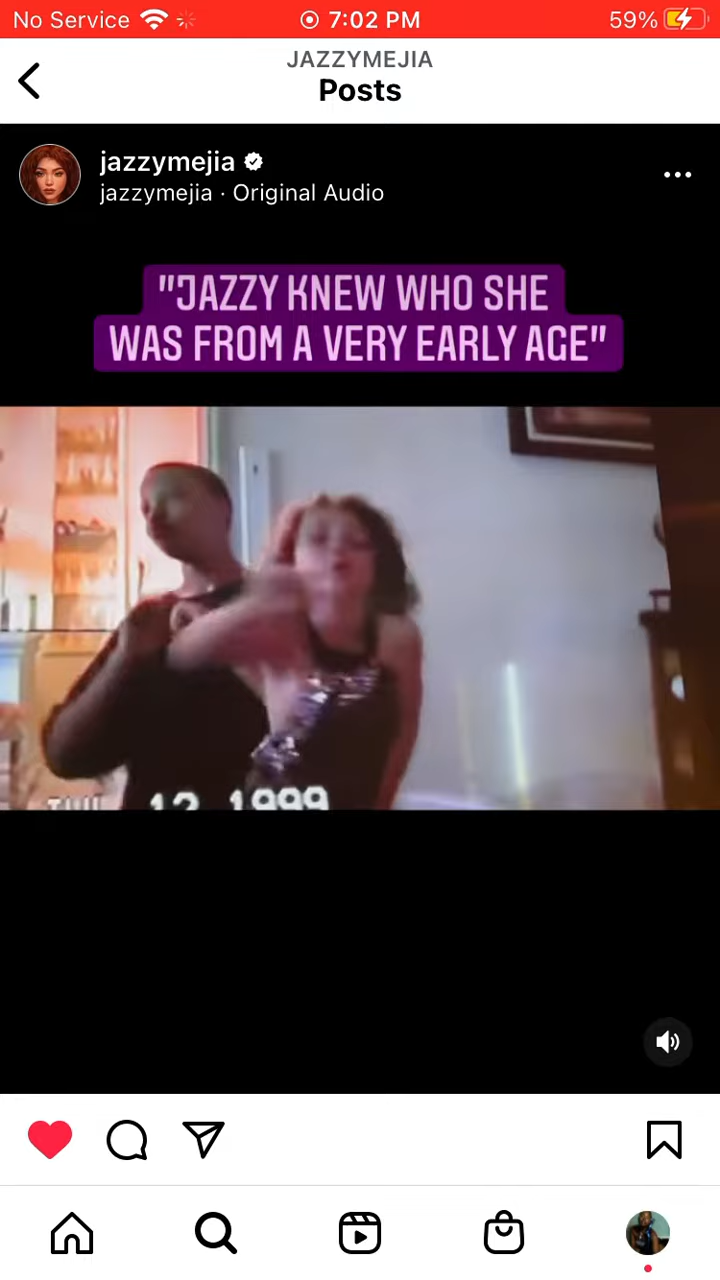 No Service 7:02 PM 59%
JAZZYMEJIA
Posts
jazzymejia
jazzymejia · Original Audio
"JAZZY KNEW WHO SHE
WAS FROM A VERY EARLY AGE"
12 1999